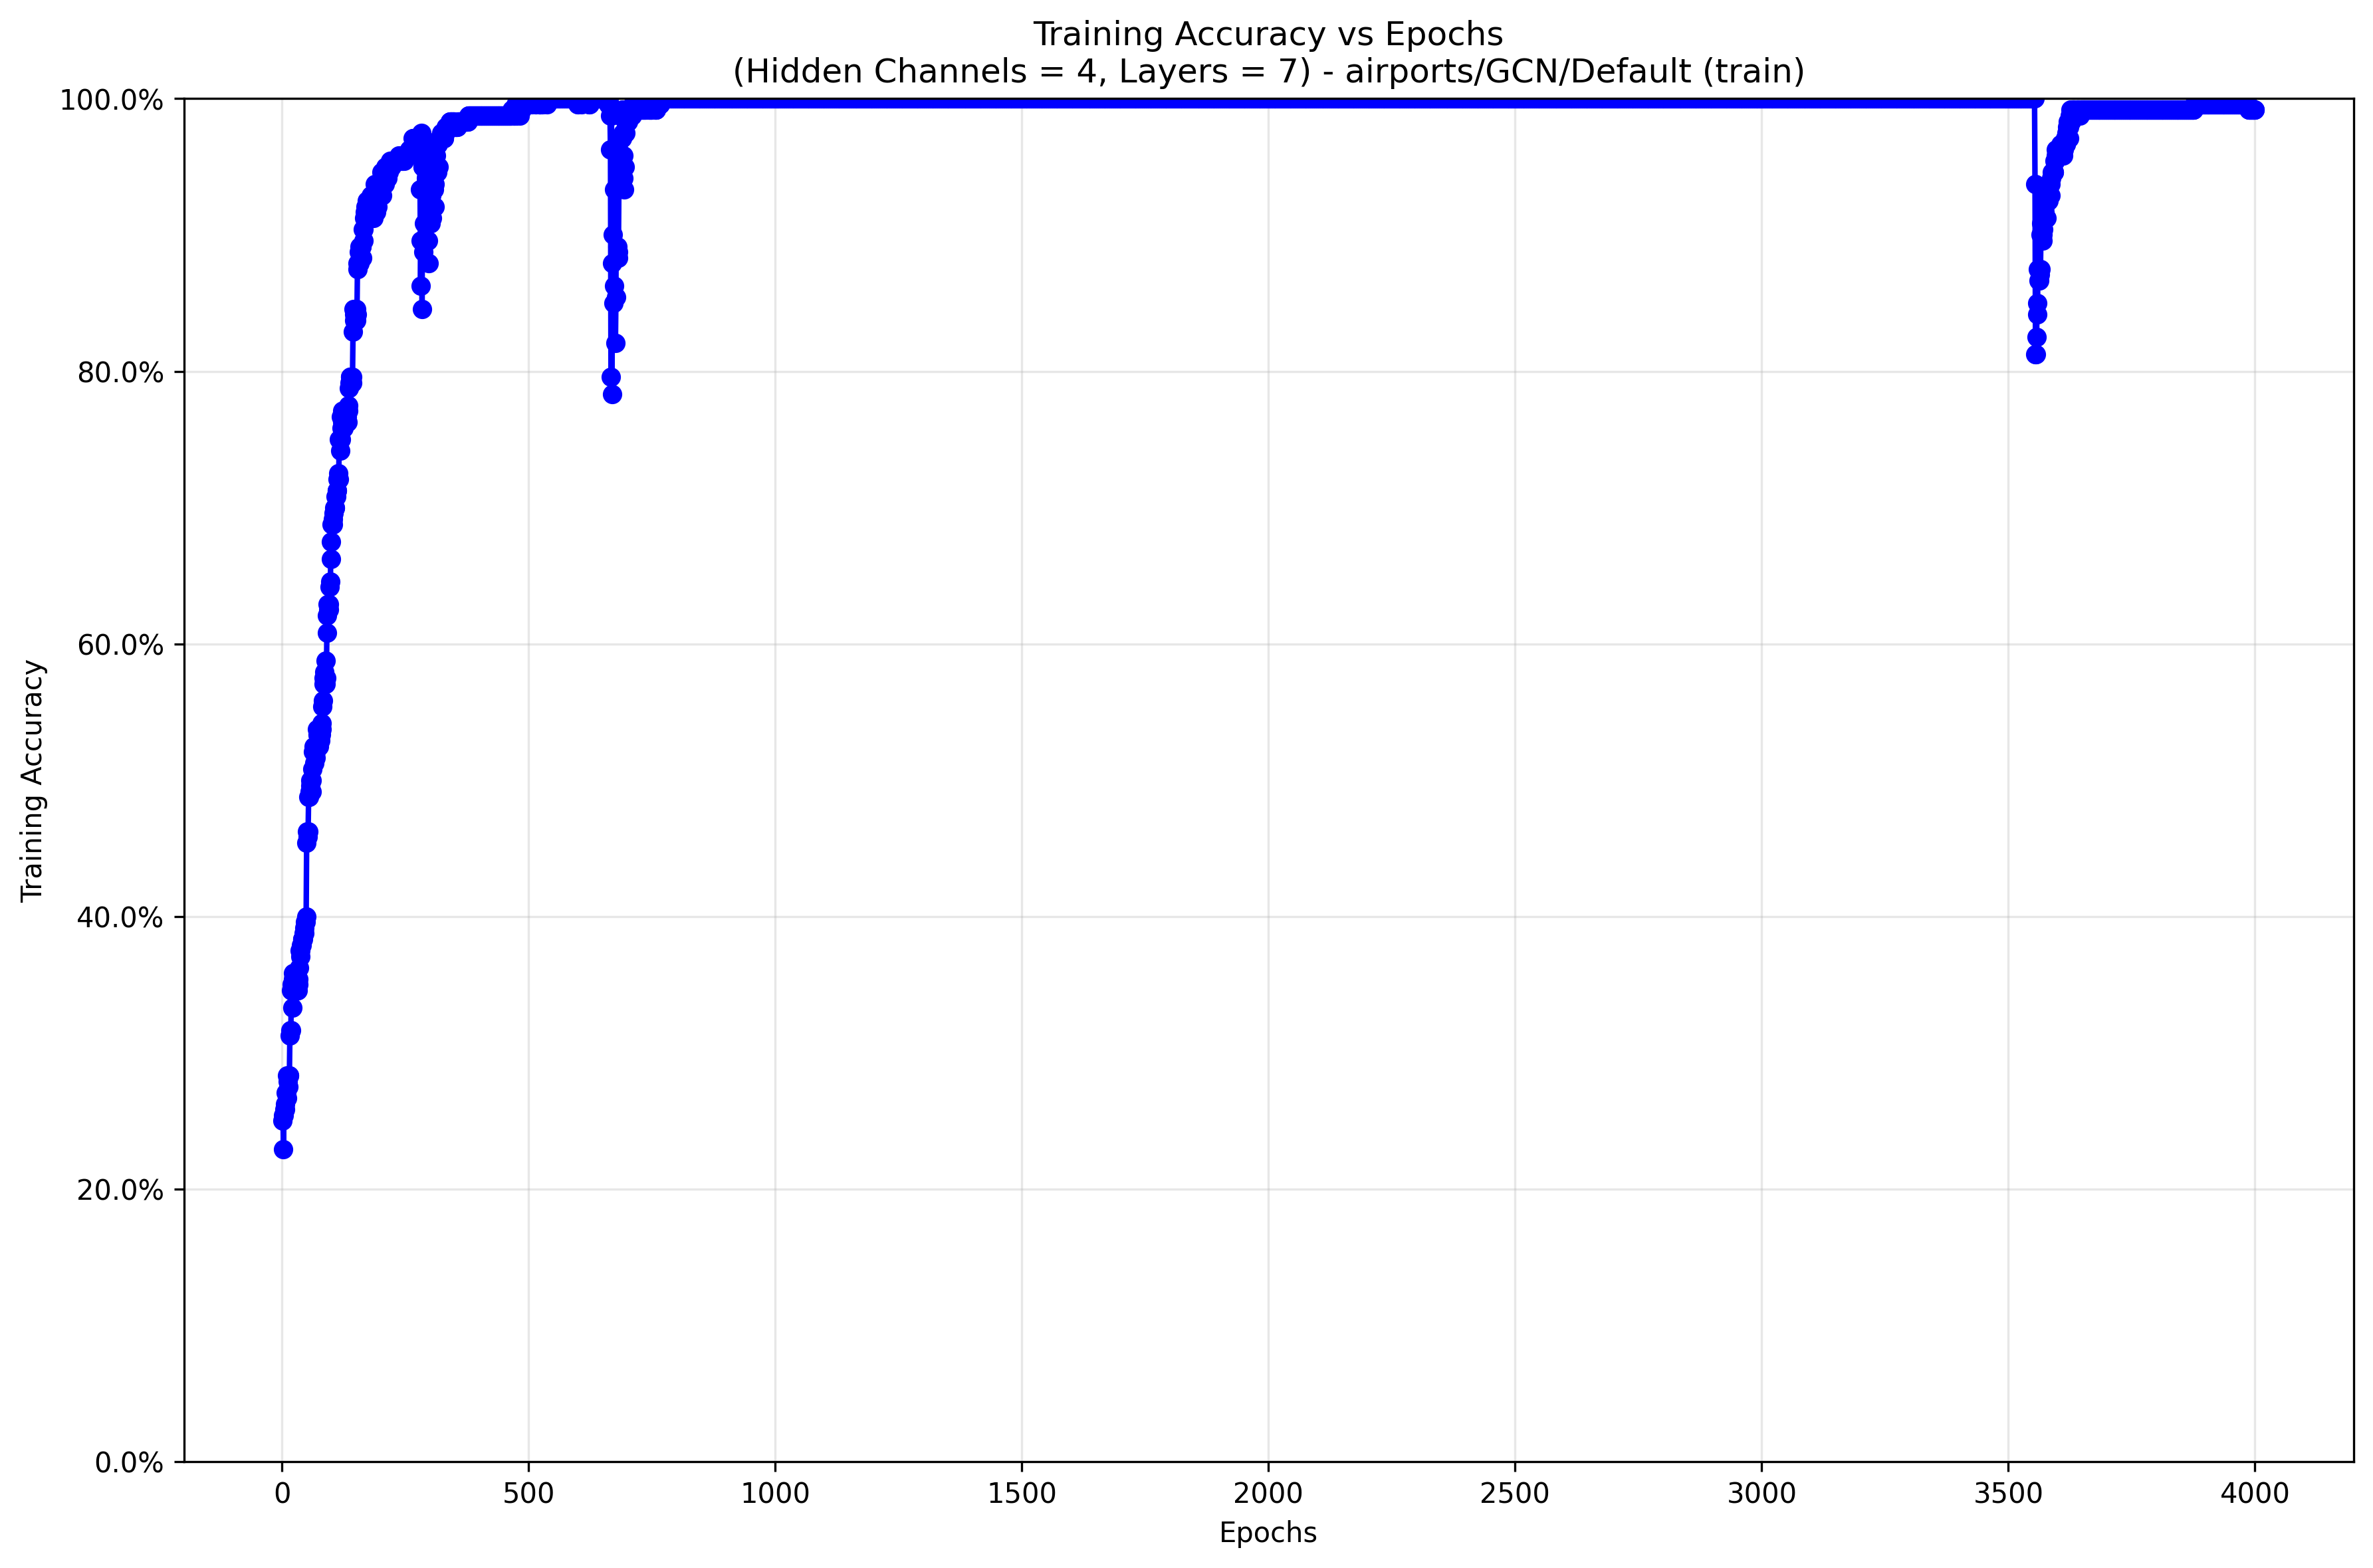 Training Accuracy vs Epochs
(Hidden Channels = 4, Layers = 7) - airports/GCN/Default (train)
100.0%
80.0%
60.0%
40.0%
20.0%
0.0%
Training Accuracy
0 500 1000 1500 2000 2500 3000 3500 4000
Epochs